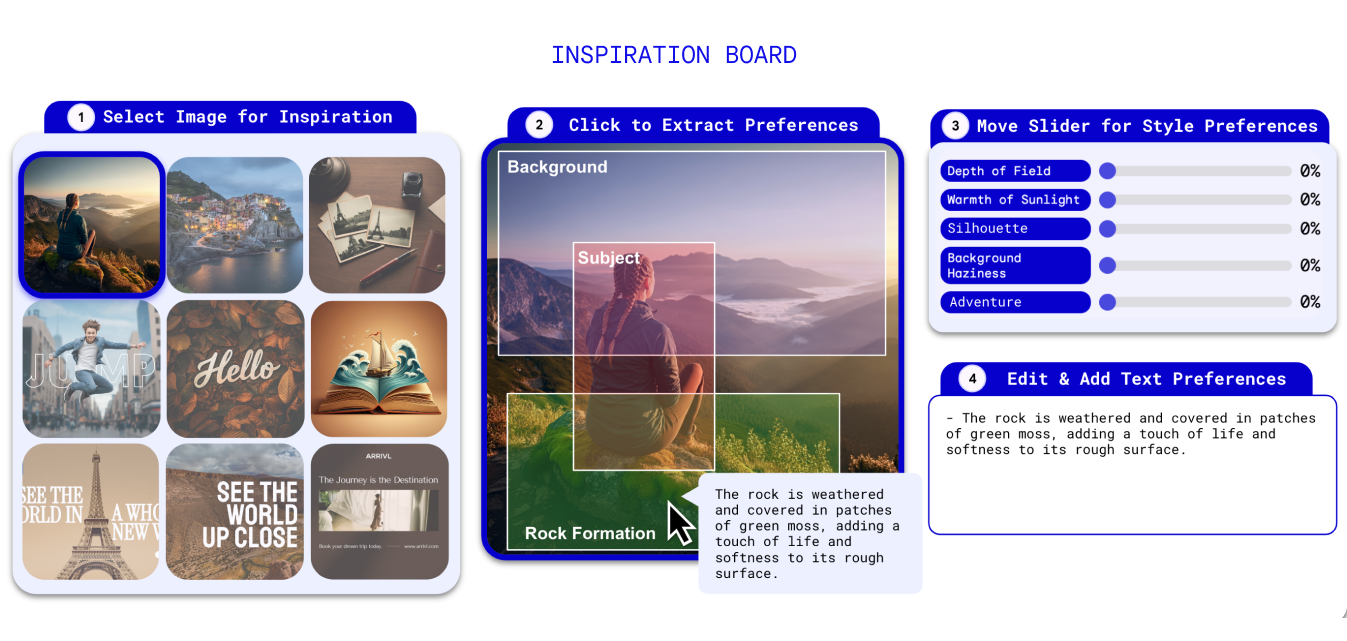 INSPIRATION BOARD
1 Select Image for Inspiration
JUMP
Hello
SEE THE
ORLD IN
A WHO
NEW
SEE THE
WORLD
UP CLOSE
ARRIVL
The Journey is the Destination
Book your dream trip today
www.arrivl.com
2 Click to Extract Preferences
Background
Subject
Rock Formation
The rock is weathered
and covered in patches
of green moss, adding a
touch of life and
softness to its rough
surface.
3 Move Slider for Style Preferences
Depth of Field 0%
Warmth of Sunlight 0%
Silhouette 0%
Background
Haziness 0%
Adventure 0%
4 Edit & Add Text Preferences
- The rock is weathered and covered in patches
of green moss, adding a touch of life and
softness to its rough surface.